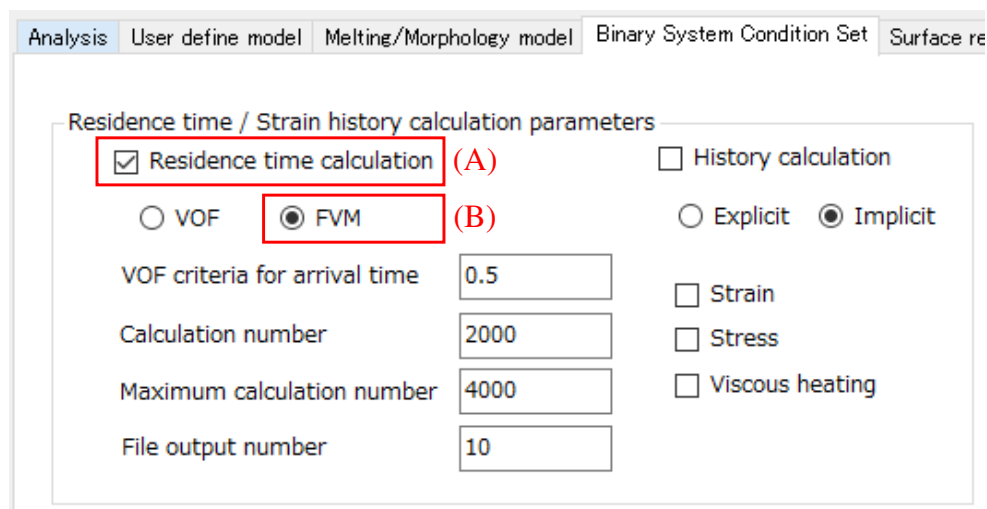 Analysis User define model Melting/Morphology model Binary System Condition Set Surface re
Residence time / Strain history calculation parameters
Residence time calculation (A) History calculation
VOF FVM (B) Explicit Implicit
VOF criteria for arrival time 0.5
Strain
Calculation number 2000 Stress
Maximum calculation number 4000 Viscous heating
File output number 10